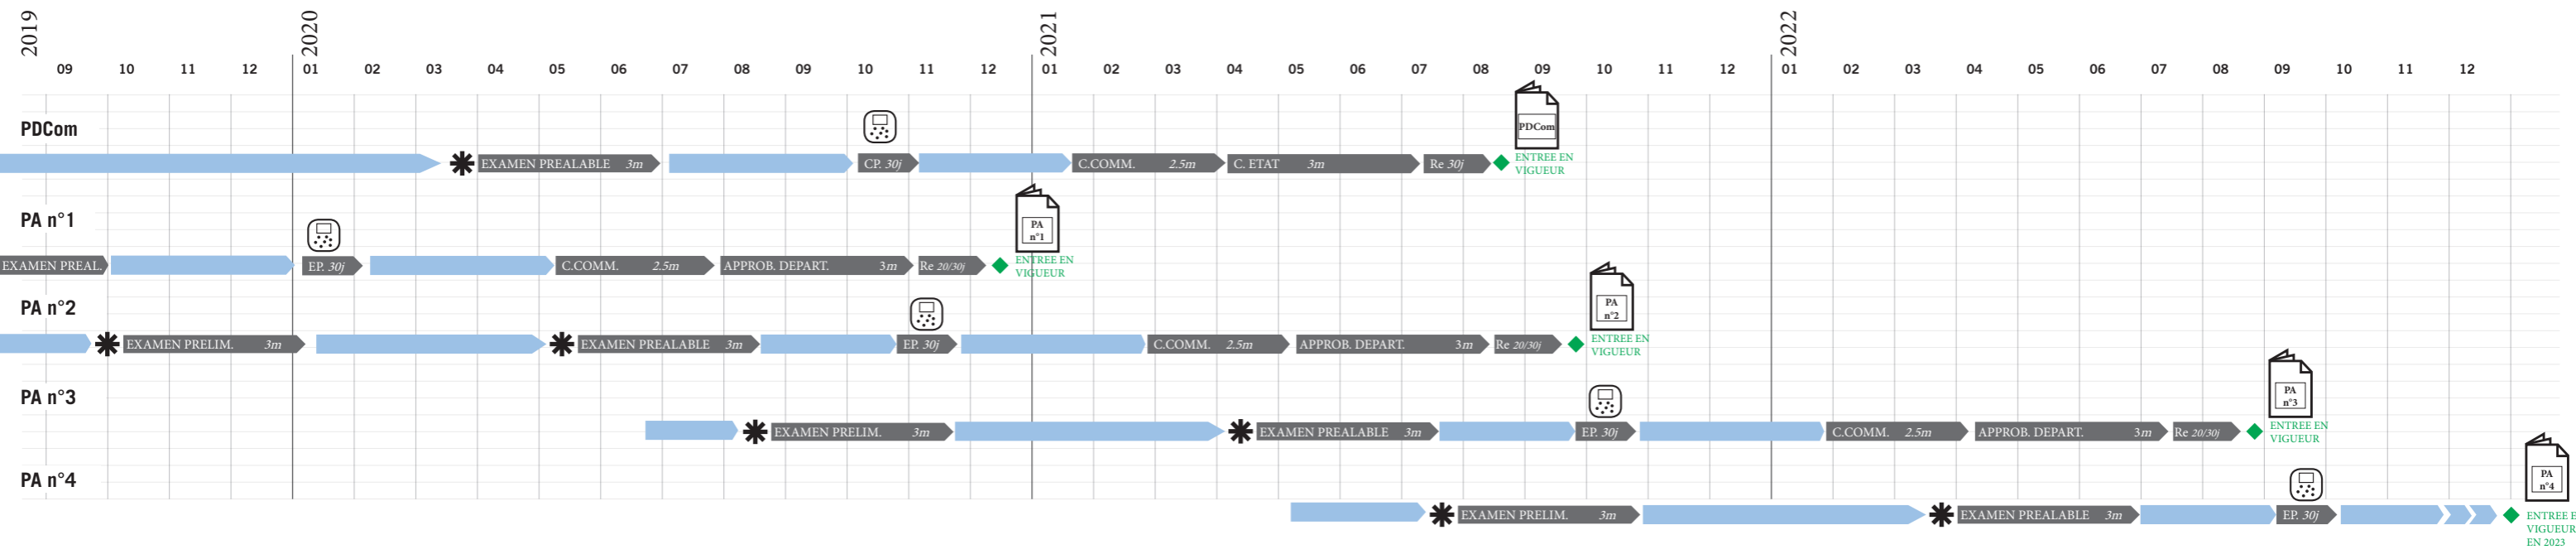 2019
2020
2021
2022
09 10 11 12 01 02 03 04 05 06 07 08 09 10 11 12 01 02 03 04 05 06 07 08 09 10 11 12 01 02 03 04 05 06 07 08 09 10 11 12
PDCom
PDCom
EXAMEN PREALABLE 3m
CP. 30j
C.COMM. 2.5m
C. ETAT 3m
Re 30j
ENTREE EN
VIGUEUR
PA n°1
PA
n°1
EXAMEN PREAL.
EP. 30j
C.COMM. 2.5m
APPROB. DEPART. 3m
Re 20/30j
ENTREE EN
VIGUEUR
PA n°2
PA
n°2
EXAMEN PRELIM. 3m
EXAMEN PREALABLE 3m
EP. 30j
C.COMM. 2.5m
APPROB. DEPART. 3m
Re 20/30j
ENTREE EN
VIGUEUR
PA n°3
PA
n°3
EXAMEN PRELIM. 3m
EXAMEN PREALABLE 3m
EP. 30j
C.COMM. 2.5m
APPROB. DEPART. 3m
Re 20/30j
ENTREE EN
VIGUEUR
PA n°4
PA
n°4
EXAMEN PRELIM. 3m
EXAMEN PREALABLE 3m
EP. 30j
ENTREE E
VIGUEUR
EN 2023